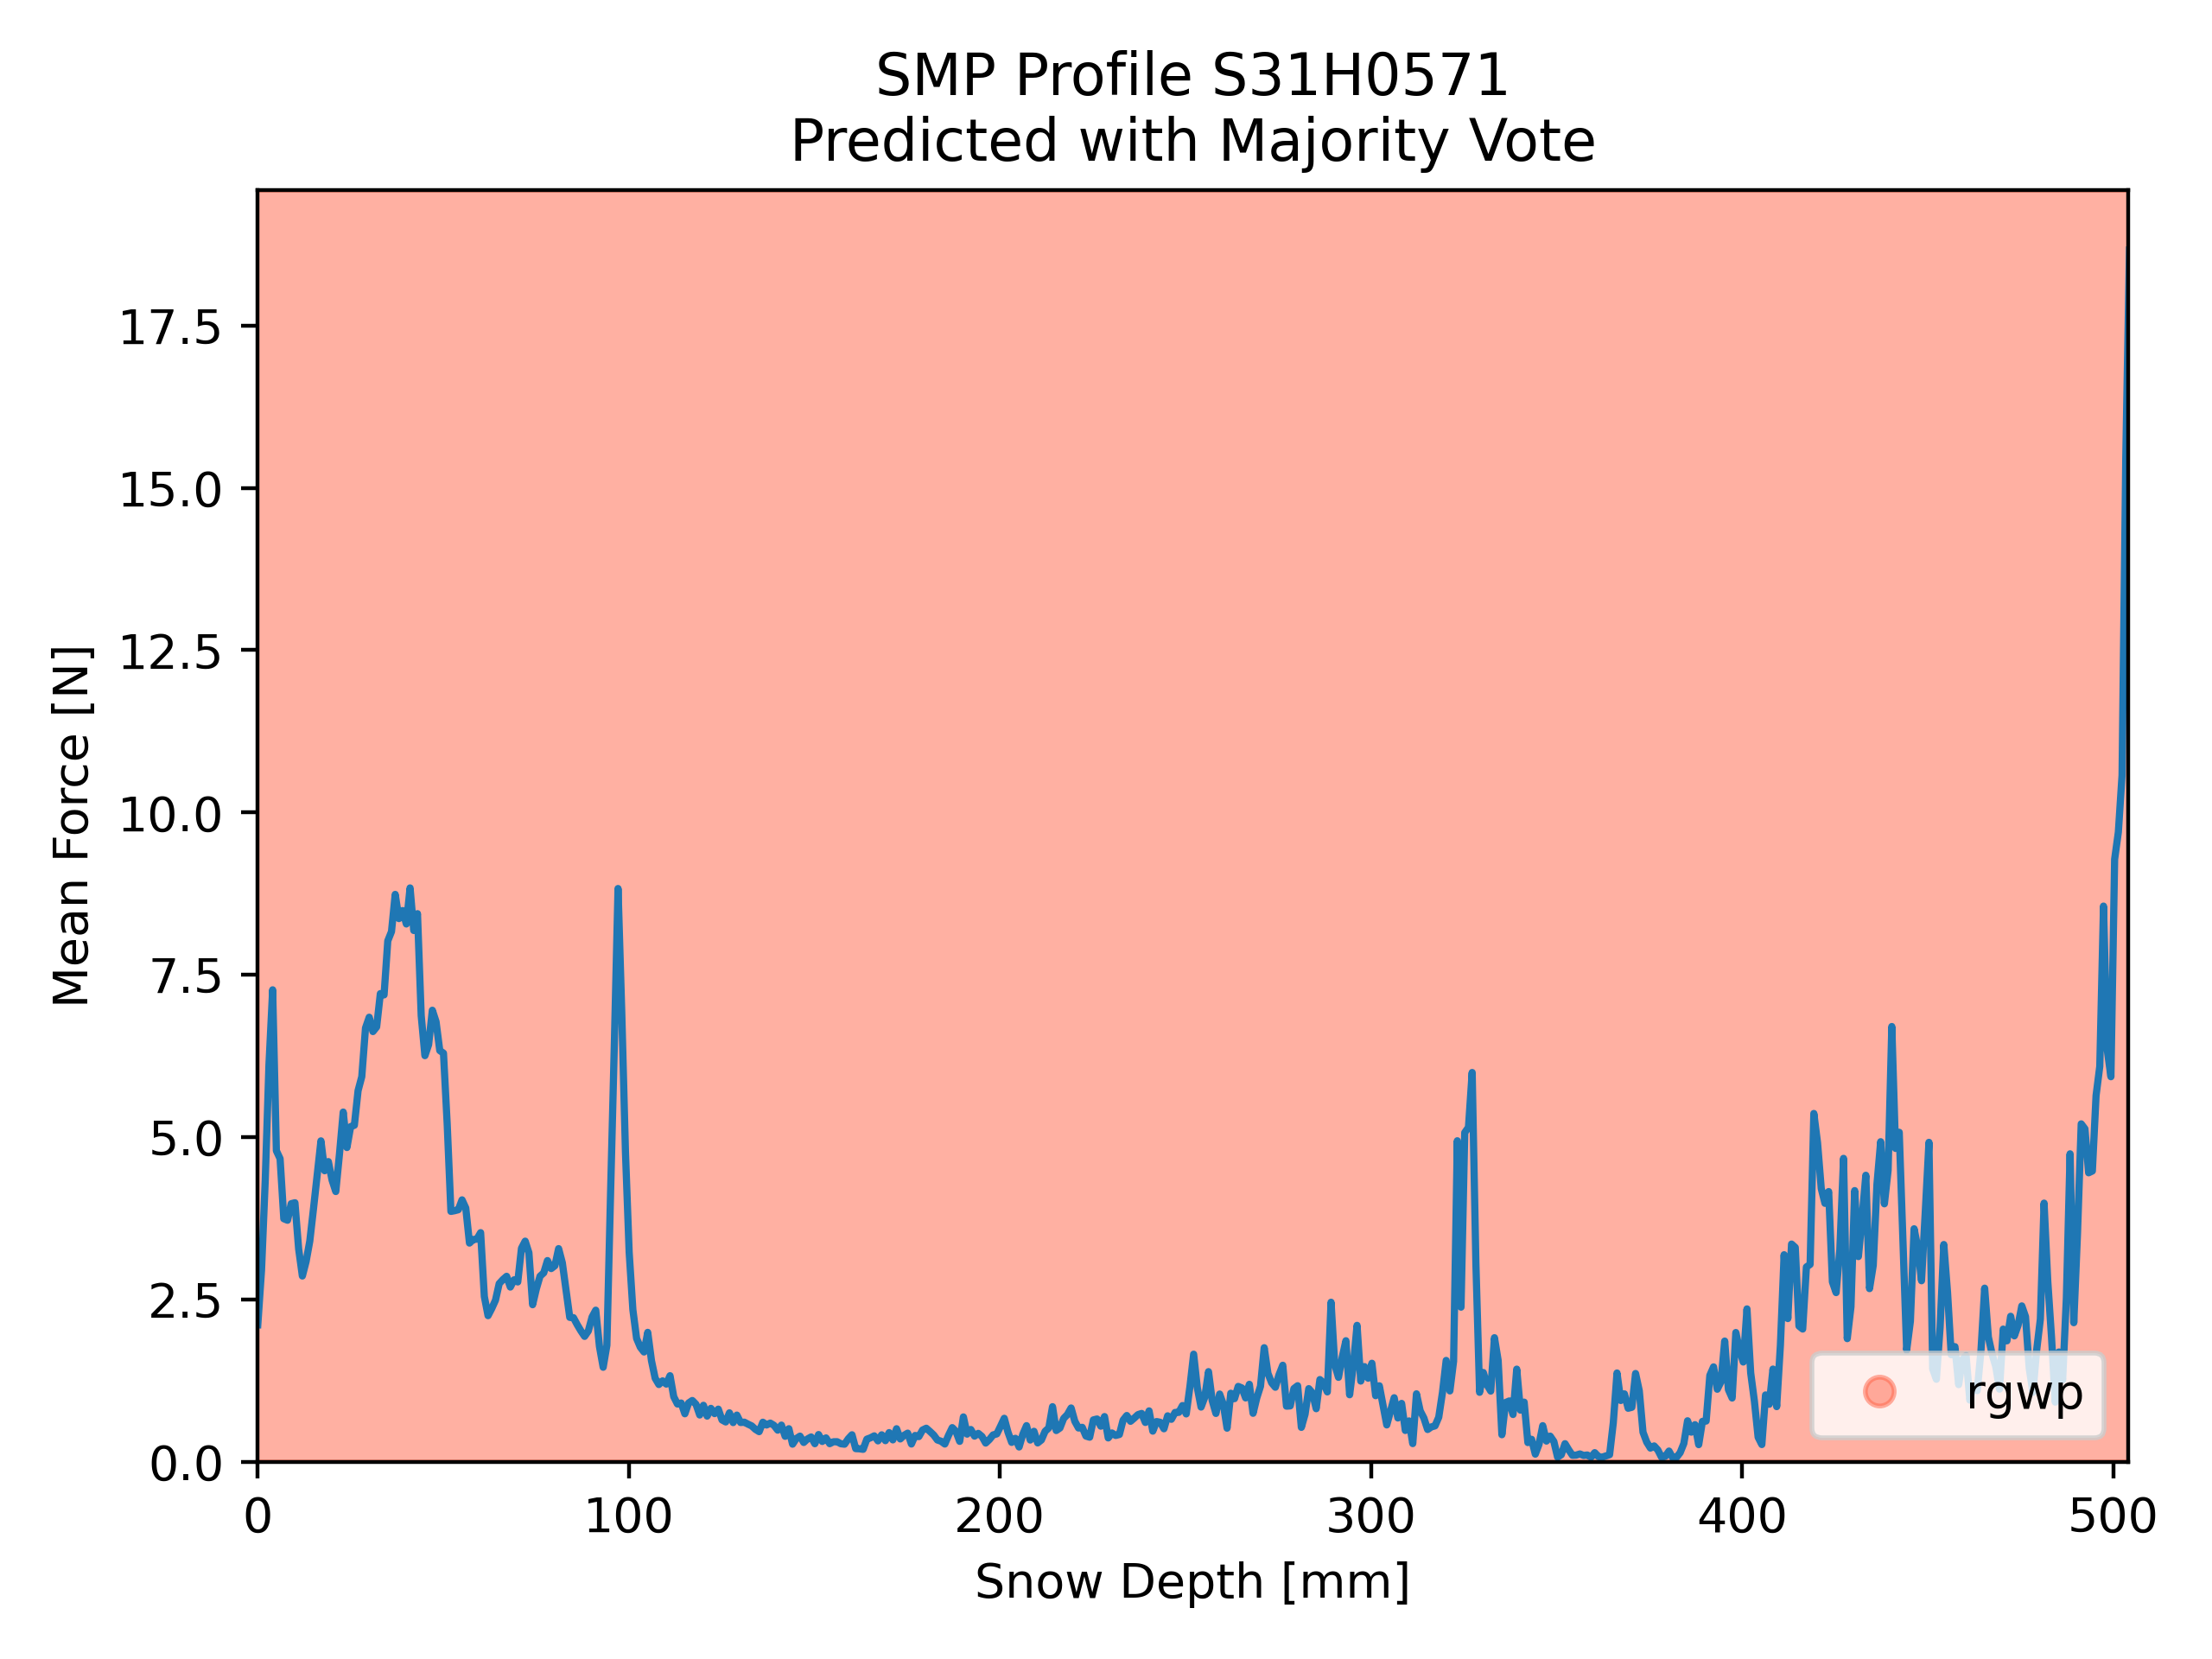 SMP Profile S31H0571
Predicted with Majority Vote
Mean Force [N]
17.5
15.0
12.5
10.0
7.5
5.0
2.5
0.0
rgwp
0 100 200 300 400 500
Snow Depth [mm]